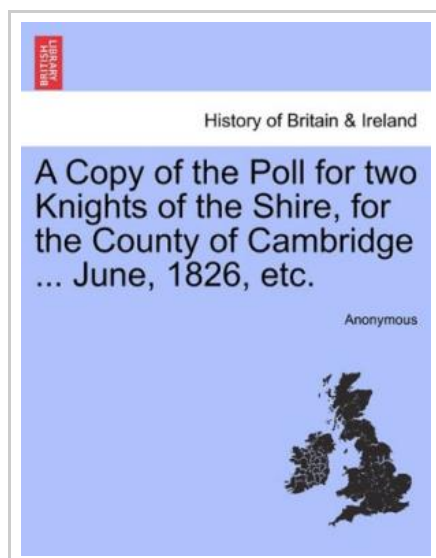 BRITISH
LIBRARY
History of Britain & Ireland
A Copy of the Poll for two
Knights of the Shire, for
the County of Cambridge
... June, 1826, etc.
Anonymous